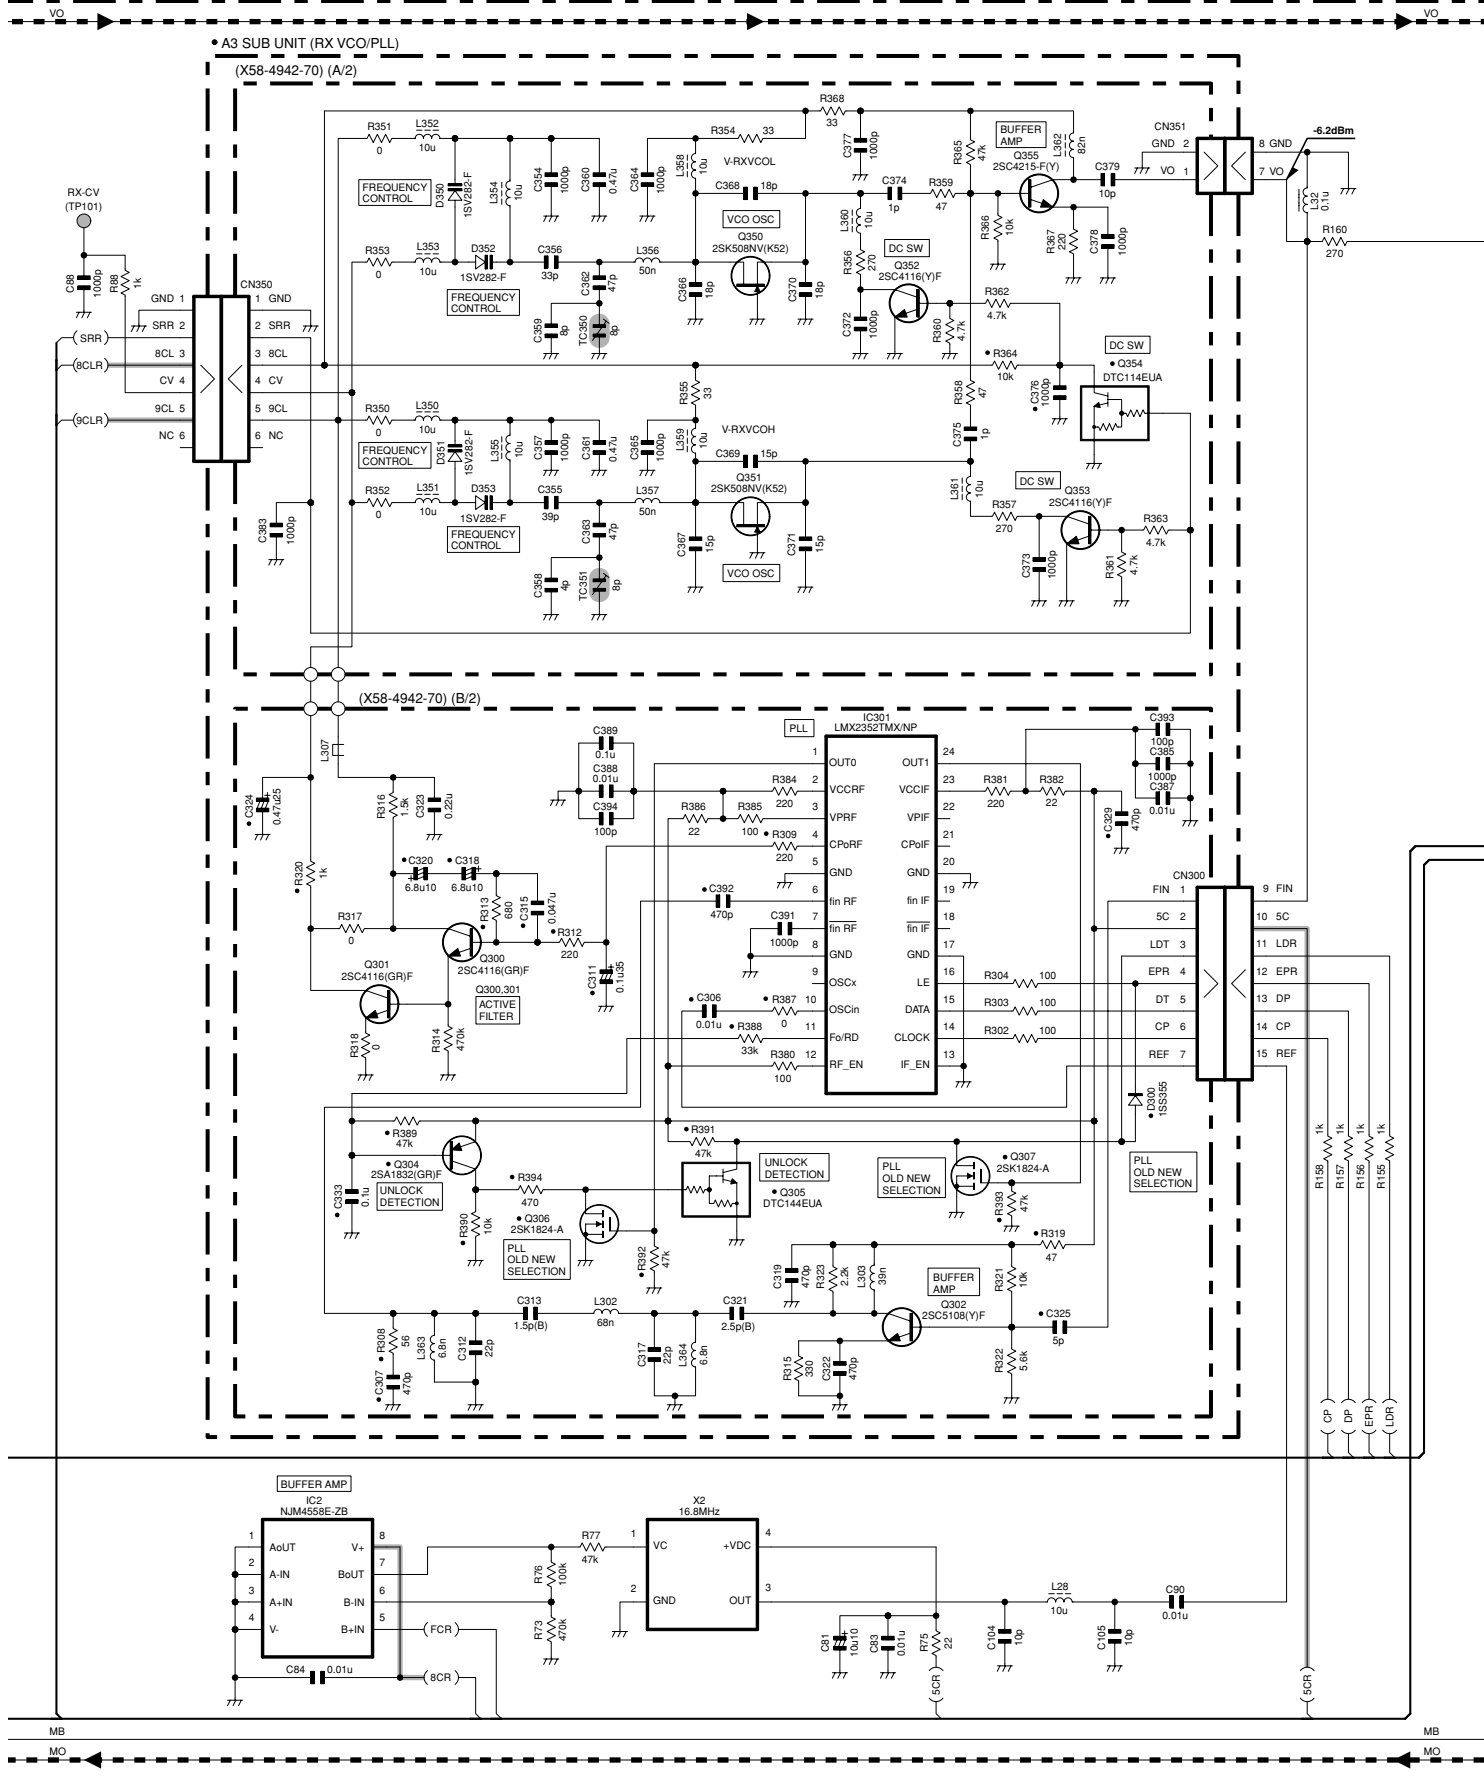 VO
VO
• A3 SUB UNIT (RX VCO/PLL)
(X58-4942-70) (A/2)
R351
0
L352
10u
FREQUENCY
CONTROL
D350
1SV282-F
L354
10u
C354
1000p
C360
0.47u
C364
1000p
L358
10u
R354 33
R368
33
V-RXVCOL
C368 18p
VCO OSC
Q350
2SK508NV(K52)
C377
1000p
C374
1p
R359
47
R365
47k
BUFFER
AMP
Q355
2SC4215-F(Y)
L362
82n
C379
10p
CN351
GND 2
VO 1
8 GND
7 VO
-6.2dBm
L32
0.1u
R160
270
RX-CV
(TP101)
C88
1000p
R88
1k
R353
0
L353
10u
D352
1SV282-F
FREQUENCY
CONTROL
C356
33p
C362
47p
L356
50n
C359
8p
TC350
8p
C366
18p
C370
18p
L360
10u
R356
270
C372
1000p
DC SW
Q352
2SC4116(Y)F
R360
4.7k
R362
4.7k
R366
10k
R367
220
C378
1000p
CN350
GND 1
SRR 2
8CL 3
CV 4
9CL 5
NC 6
1 GND
2 SRR
3 8CL
4 CV
5 9CL
6 NC
SRR
8CLR
9CLR
• R364
10k
R358
47
C375
1p
• C376
1000p
DC SW
• Q354
DTC114EUA
R355
33
L359
10u
R350
0
L350
10u
FREQUENCY
CONTROL
D351
1SV282-F
L355
10u
C357
1000p
C361
0.47u
C365
1000p
V-RXVCOH
C369 15p
Q351
2SK508NV(K52)
VCO OSC
R352
0
L351
10u
D353
1SV282-F
FREQUENCY
CONTROL
C355
39p
C363
47p
L357
50n
C358
4p
TC351
8p
C367
15p
C371
15p
L361
10u
R357
270
C373
1000p
DC SW
Q353
2SC4116(Y)F
R361
4.7k
R363
4.7k
C383
1000p
(X58-4942-70) (B/2)
L307
• C324
0.47u25
R316
1.5k
C323
0.22u
• R320
1k
• C320
6.8u10
• C318
6.8u10
R317
0
• R313
680
• C315
0.047u
• R312
220
• C311
0.1u35
Q301
2SC4116(GR)F
Q300
2SC4116(GR)F
Q300,301
ACTIVE
FILTER
R318
0
R314
470k
C389
0.1u
C388
0.01u
C394
100p
R386
22
R385
100
R384
220
• R309
220
• C392
470p
C391
1000p
• C306
0.01u
• R387
0
• R388
33k
R380
100
PLL
IC301
LMX2352TMX/NP
1 OUT0
2 VCCRF
3 VPRF
4 CPoRF
5 GND
6 fin RF
7 fin RF
8 GND
9 OSCx
10 OSCin
11 Fo/RD
12 RF_EN
24 OUT1
23 VCCIF
22 VPIF
21 CPoIF
20 GND
19 fin IF
18 fin IF
17 GND
16 LE
15 DATA
14 CLOCK
13 IF_EN
R381
220
R382
22
C393
100p
C385
1000p
C387
0.01u
• C329
470p
R304 100
R303 100
R302 100
CN300
FIN 1
5C 2
LDT 3
EPR 4
DT 5
CP 6
REF 7
9 FIN
10 5C
11 LDR
12 EPR
13 DP
14 CP
15 REF
• D300
1SS355
• R389
47k
• Q304
2SA1832(GR)F
UNLOCK
DETECTION
• C333
0.1u
• R390
10k
• R394
470
• Q306
2SK1824-A
PLL
OLD NEW
SELECTION
• R392
47k
• R391
47k
UNLOCK
DETECTION
• Q305
DTC144EUA
PLL
OLD NEW
SELECTION
• Q307
2SK1824-A
• R393
47k
PLL
OLD NEW
SELECTION
• R319
47
R158 1k
R157 1k
R156 1k
R155 1k
C319
470p
R323
2.2k
L303
39n
BUFFER
AMP
Q302
2SC5108(Y)F
R321
10k
• C325
5p
R322
5.6k
R315
330
C322
470p
• R308
56
• C307
470p
L363
6.8n
C312
22p
C313
1.5p(B)
L302
68n
C317
22p
L364
6.8n
C321
2.5p(B)
CP
DP
EPR
LDR
BUFFER AMP
IC2
NJM4558E-ZB
1 AoUT
2 A-IN
3 A+IN
4 V-
8 V+
7 BoUT
6 B-IN
5 B+IN
C84 0.01u
FCR
8CR
R76
100k
R73
470k
R77
47k
X2
16.8MHz
1 VC
2 GND
4 +VDC
3 OUT
C81
10u10
C83
0.01u
R75
22
5CR
C104
10p
L28
10u
C105
10p
C90
0.01u
5CR
MB
MB
MO
MO